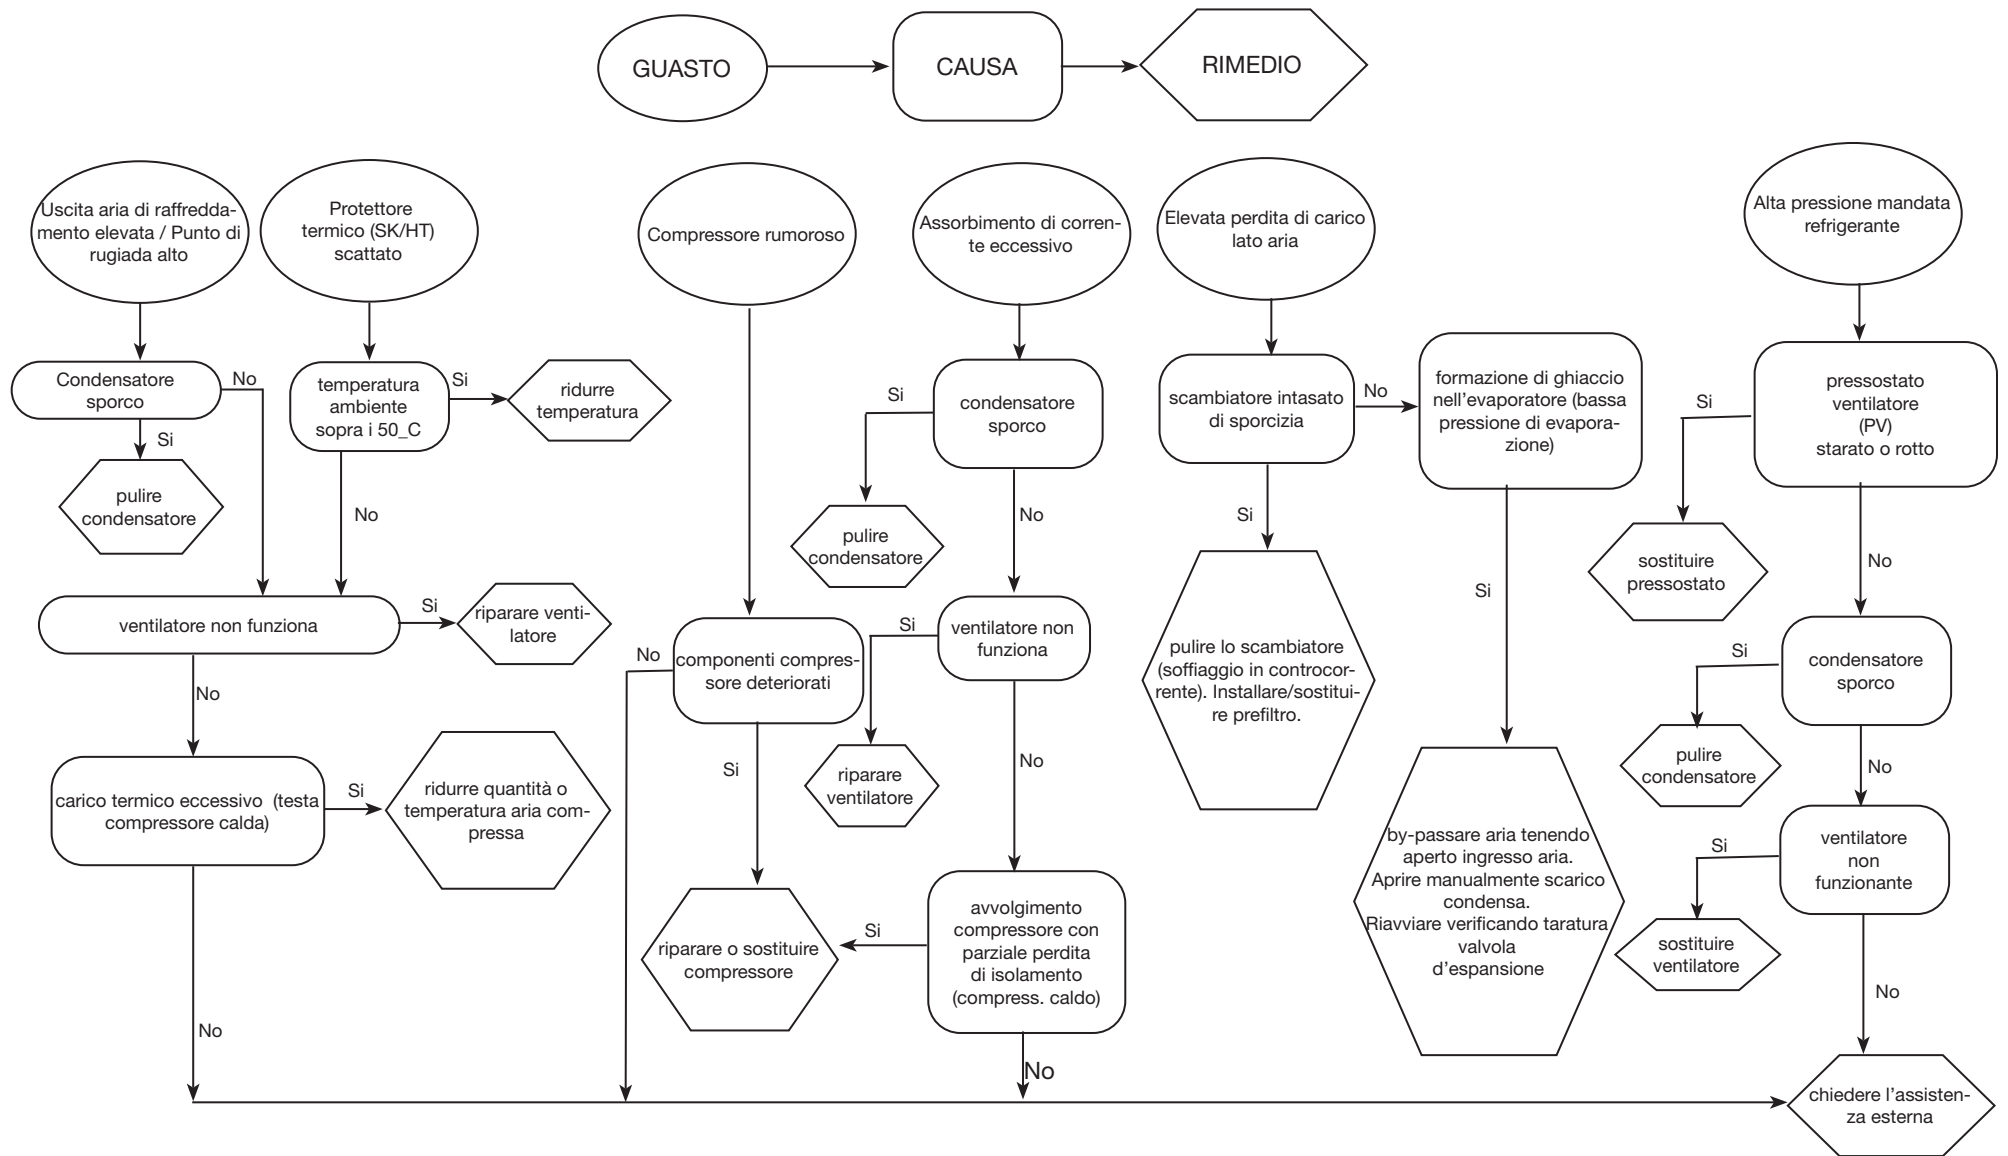 GUASTO
CAUSA
RIMEDIO
Uscita aria di raffredda-
mento elevata / Punto di
rugiada alto
Protettore
termico (SK/HT)
scattato
Compressore rumoroso
Assorbimento di corren-
te eccessivo
Elevata perdita di carico
lato aria
Alta pressione mandata
refrigerante
Condensatore
sporco
No
Si
pulire
condensatore
temperatura
ambiente
sopra i 50_C
Si
ridurre
temperatura
No
ventilatore non funziona
Si
riparare venti-
latore
No
carico termico eccessivo (testa
compressore calda)
Si
ridurre quantità o
temperatura aria com-
pressa
No
componenti compres-
sore deteriorati
No
Si
riparare o sostituire
compressore
condensatore
sporco
Si
pulire
condensatore
No
ventilatore non
funziona
Si
riparare
ventilatore
No
avvolgimento
compressore con
parziale perdita
di isolamento
(compress. caldo)
Si
No
scambiatore intasato
di sporcizia
No
Si
pulire lo scambiatore
(soffiaggio in controcor-
rente). Installare/sostitui-
re prefiltro.
formazione di ghiaccio
nell'evaporatore (bassa
pressione di evapora-
zione)
Si
by-passare aria tenendo
aperto ingresso aria.
Aprire manualmente scarico
condensa.
Riavviare verificando taratura
valvola
d'espansione
pressostato
ventilatore
(PV)
starato o rotto
Si
sostituire
pressostato
No
condensatore
sporco
Si
pulire
condensatore
No
ventilatore
non
funzionante
Si
sostituire
ventilatore
No
chiedere l'assisten-
za esterna